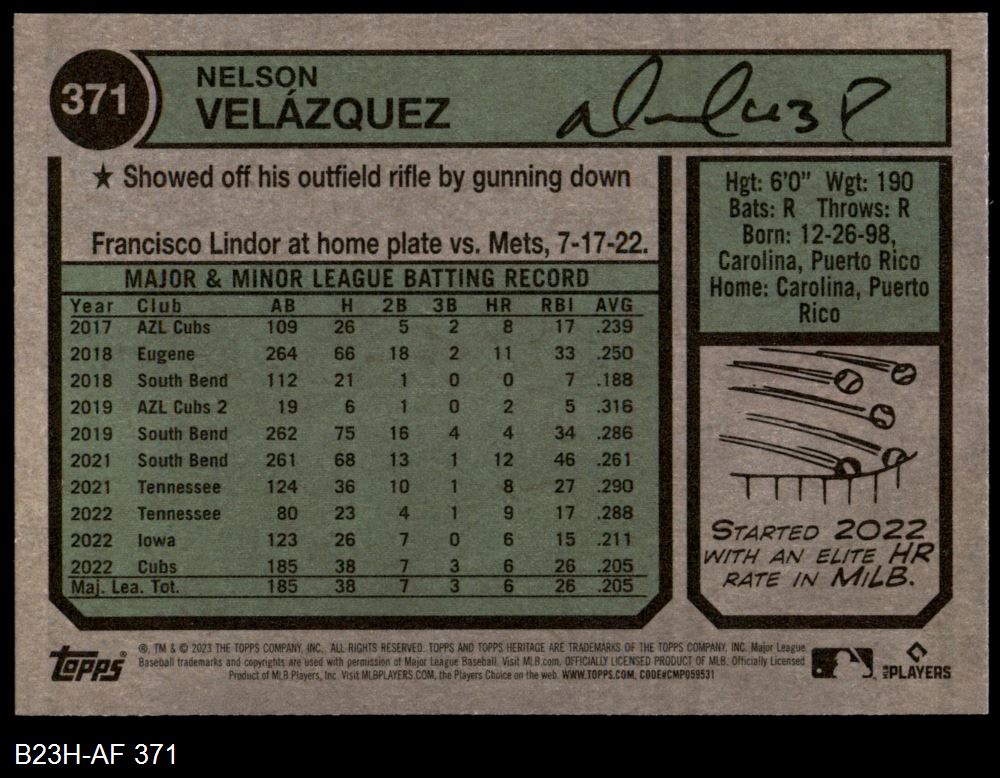 371
NELSON
VELÁZQUEZ
★ Showed off his outfield rifle by gunning down
Francisco Lindor at home plate vs. Mets, 7-17-22.
MAJOR & MINOR LEAGUE BATTING RECORD
Year Club AB H 2B 3B HR RBI AVG
2017 AZL Cubs 109 26 5 2 8 17 .239
2018 Eugene 264 66 18 2 11 33 .250
2018 South Bend 112 21 1 0 0 7 .188
2019 AZL Cubs 2 19 6 1 0 2 5 .316
2019 South Bend 262 75 16 4 4 34 .286
2021 South Bend 261 68 13 1 12 46 .261
2021 Tennessee 124 36 10 1 8 27 .290
2022 Tennessee 80 23 4 1 9 17 .288
2022 Iowa 123 26 7 0 6 15 .211
2022 Cubs 185 38 7 3 6 26 .205
Maj. Lea. Tot. 185 38 7 3 6 26 .205
Hgt: 6'0" Wgt: 190
Bats: R Throws: R
Born: 12-26-98,
Carolina, Puerto Rico
Home: Carolina, Puerto
Rico
STARTED 2022
WITH AN ELITE HR
RATE IN MiLB.
topps
®, TM & © 2023 THE TOPPS COMPANY, INC. ALL RIGHTS RESERVED. TOPPS AND TOPPS HERITAGE ARE TRADEMARKS OF THE TOPPS COMPANY, INC. Major League
Baseball trademarks and copyrights are used with permission of Major League Baseball. Visit MLB.com. OFFICIALLY LICENSED PRODUCT OF MLB. Officially Licensed
Product of MLB Players, Inc. Visit MLBPLAYERS.COM, the Players Choice on the web. WWW.TOPPS.COM. CODE#CMP059531
MLB PLAYERS
B23H-AF 371